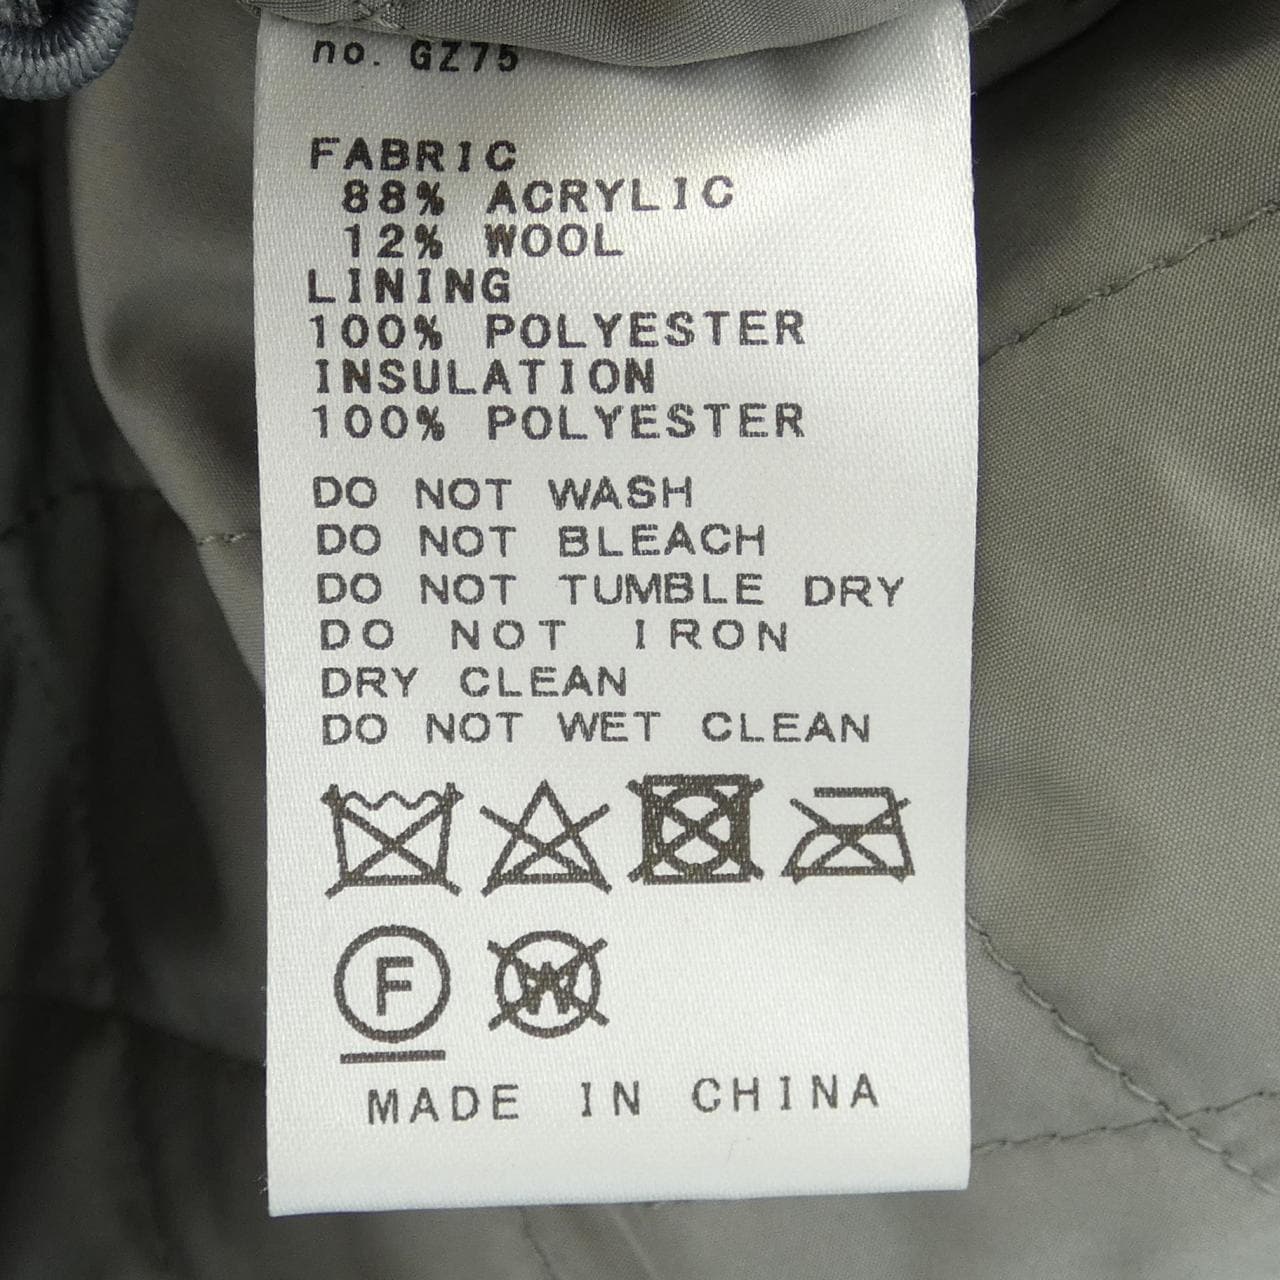 no. GZ75
FABRIC
88% ACRYLIC
12% WOOL
LINING
100% POLYESTER
INSULATION
100% POLYESTER
DO NOT WASH
DO NOT BLEACH
DO NOT TUMBLE DRY
DO NOT IRON
DRY CLEAN
DO NOT WET CLEAN
F W
MADE IN CHINA